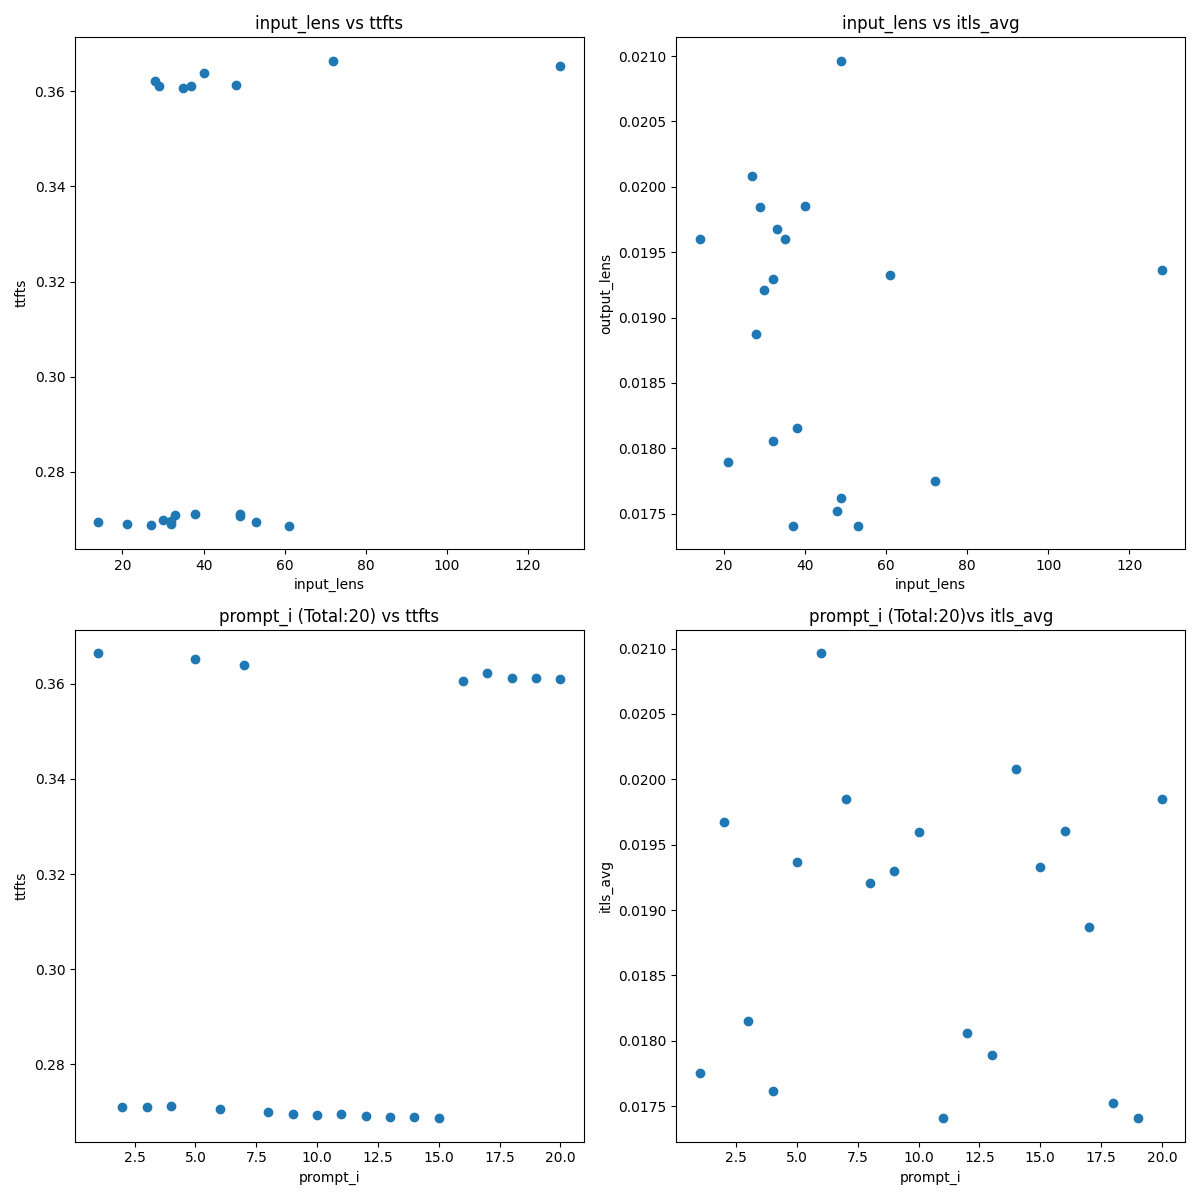 input_lens vs ttfts
0.36
0.34
0.32
0.30
0.28
ttfts
20 40 60 80 100 120
input_lens
input_lens vs itls_avg
0.0210
0.0205
0.0200
0.0195
0.0190
0.0185
0.0180
0.0175
output_lens
20 40 60 80 100 120
input_lens
prompt_i (Total:20) vs ttfts
0.36
0.34
0.32
0.30
0.28
ttfts
2.5 5.0 7.5 10.0 12.5 15.0 17.5 20.0
prompt_i
prompt_i (Total:20)vs itls_avg
0.0210
0.0205
0.0200
0.0195
0.0190
0.0185
0.0180
0.0175
itls_avg
2.5 5.0 7.5 10.0 12.5 15.0 17.5 20.0
prompt_i